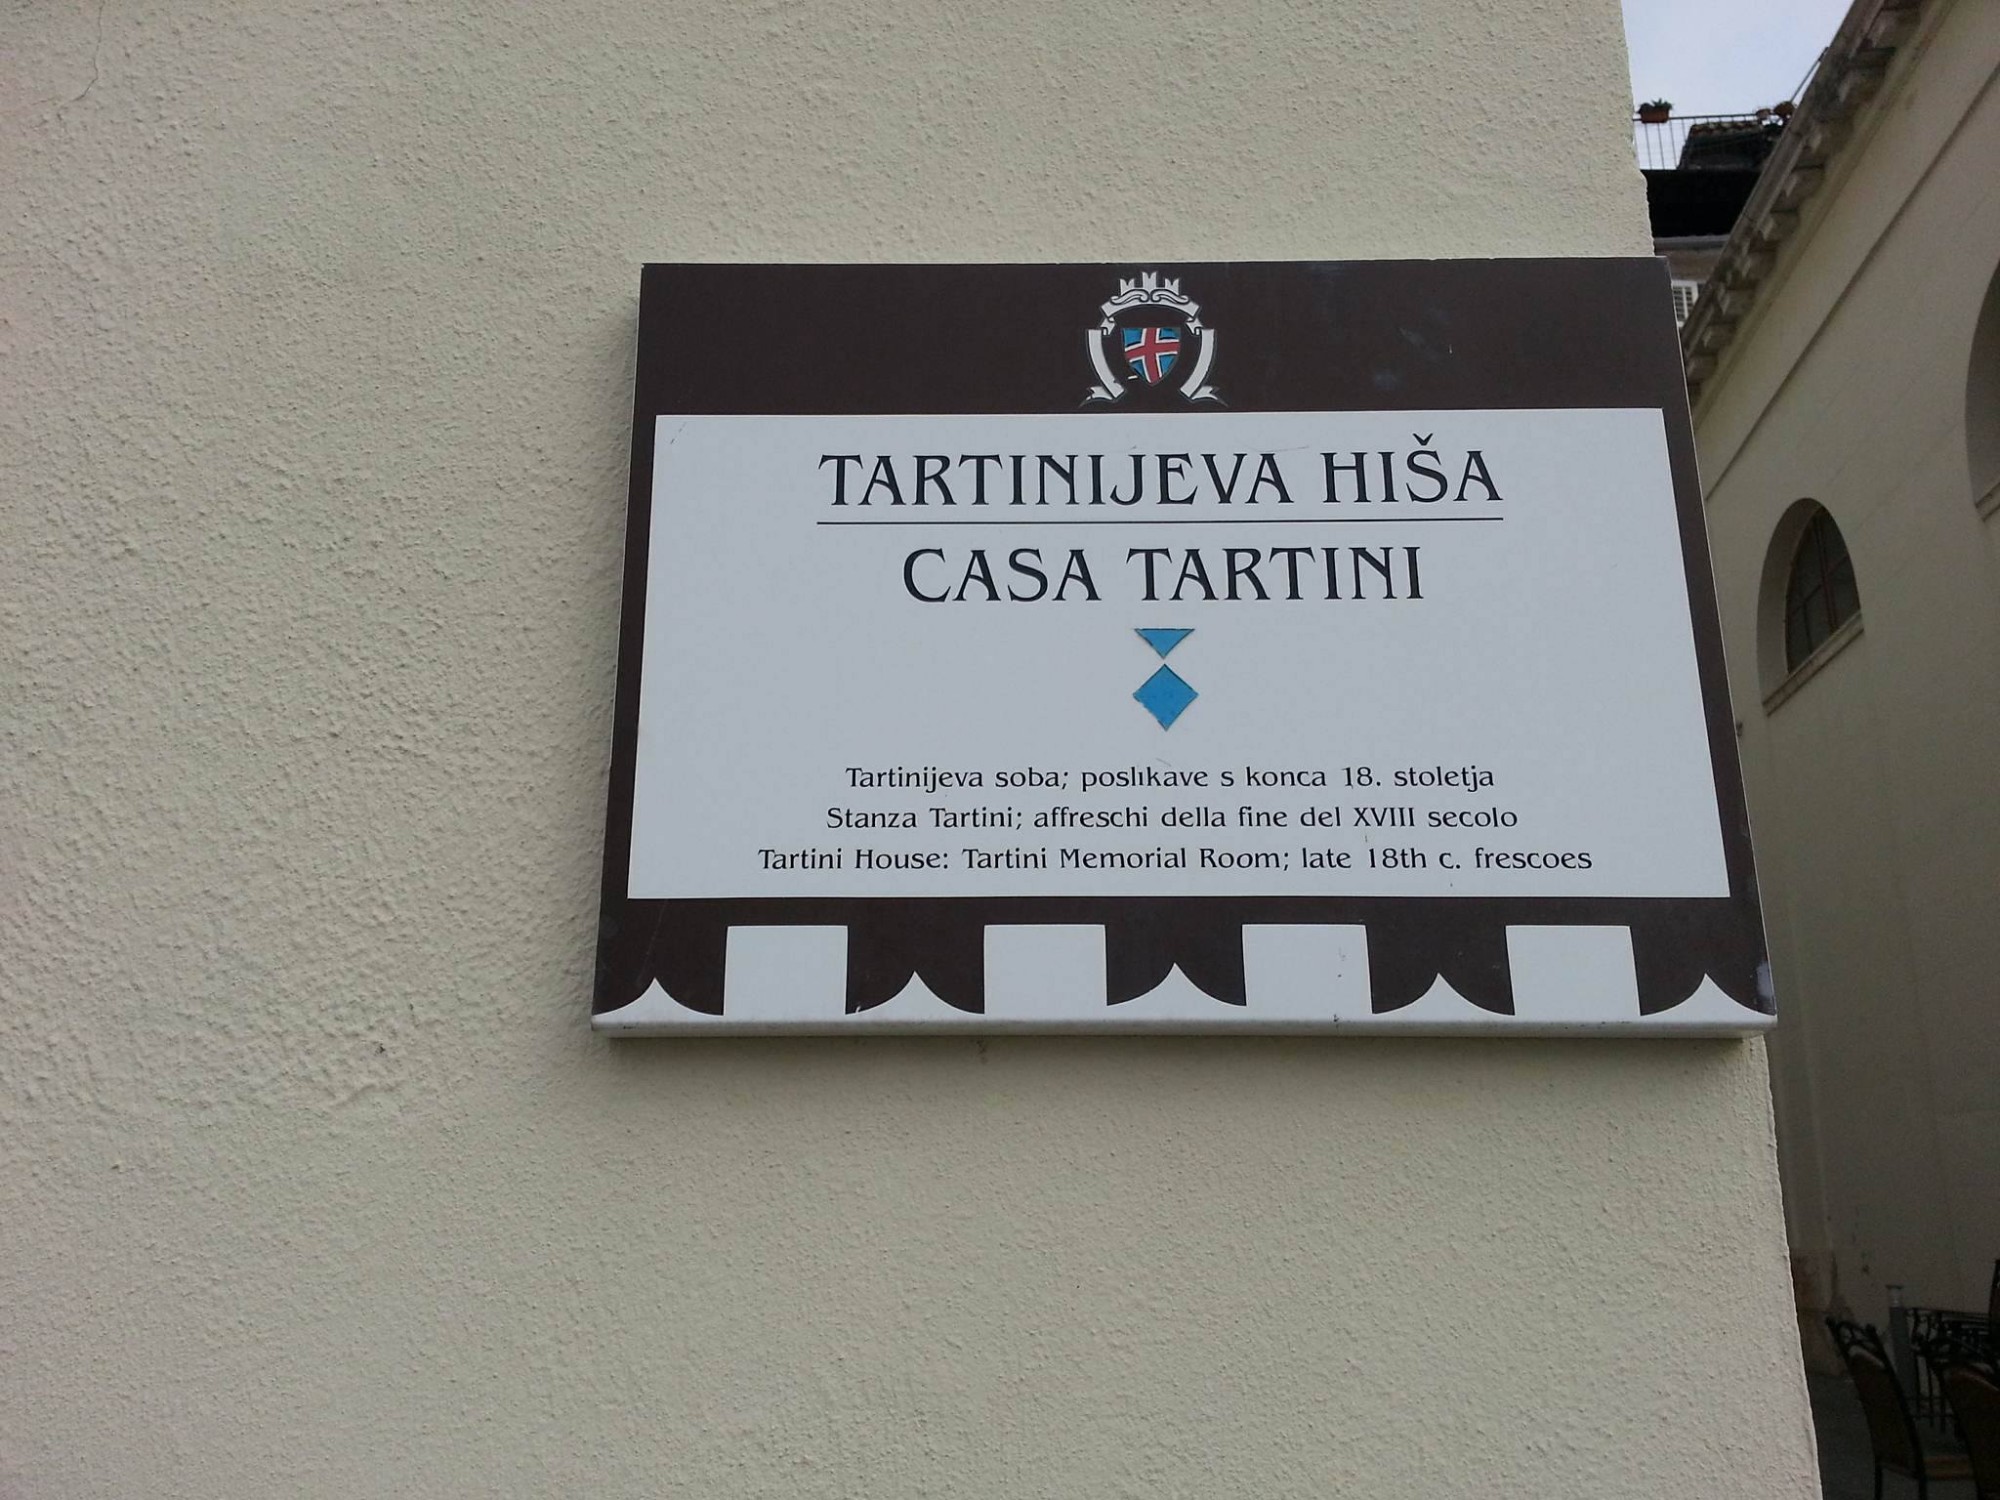 TARTINIJEVA HIŠA
CASA TARTINI
Tartinijeva soba; poslikave s konca 18. stoletja
Stanza Tartini; affreschi della fine del XVIII secolo
Tartini House: Tartini Memorial Room; late 18th c. frescoes